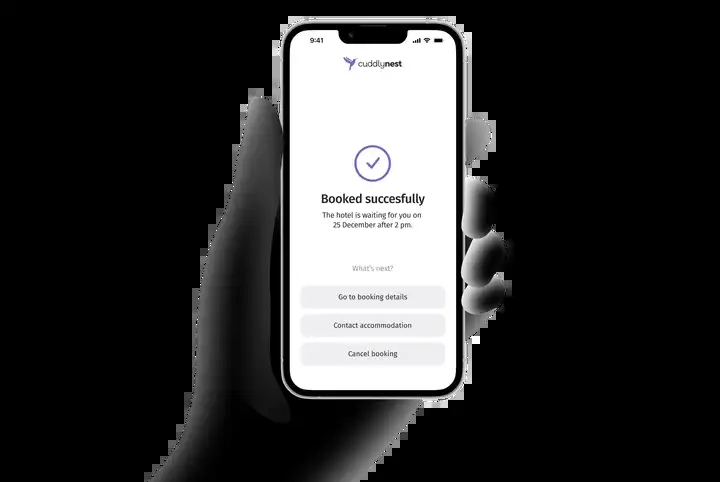 9:41
cuddlynest
Booked succesfully
The hotel is waiting for you on
25 December after 2 pm.
What's next?
Go to booking details
Contact accommodation
Cancel booking